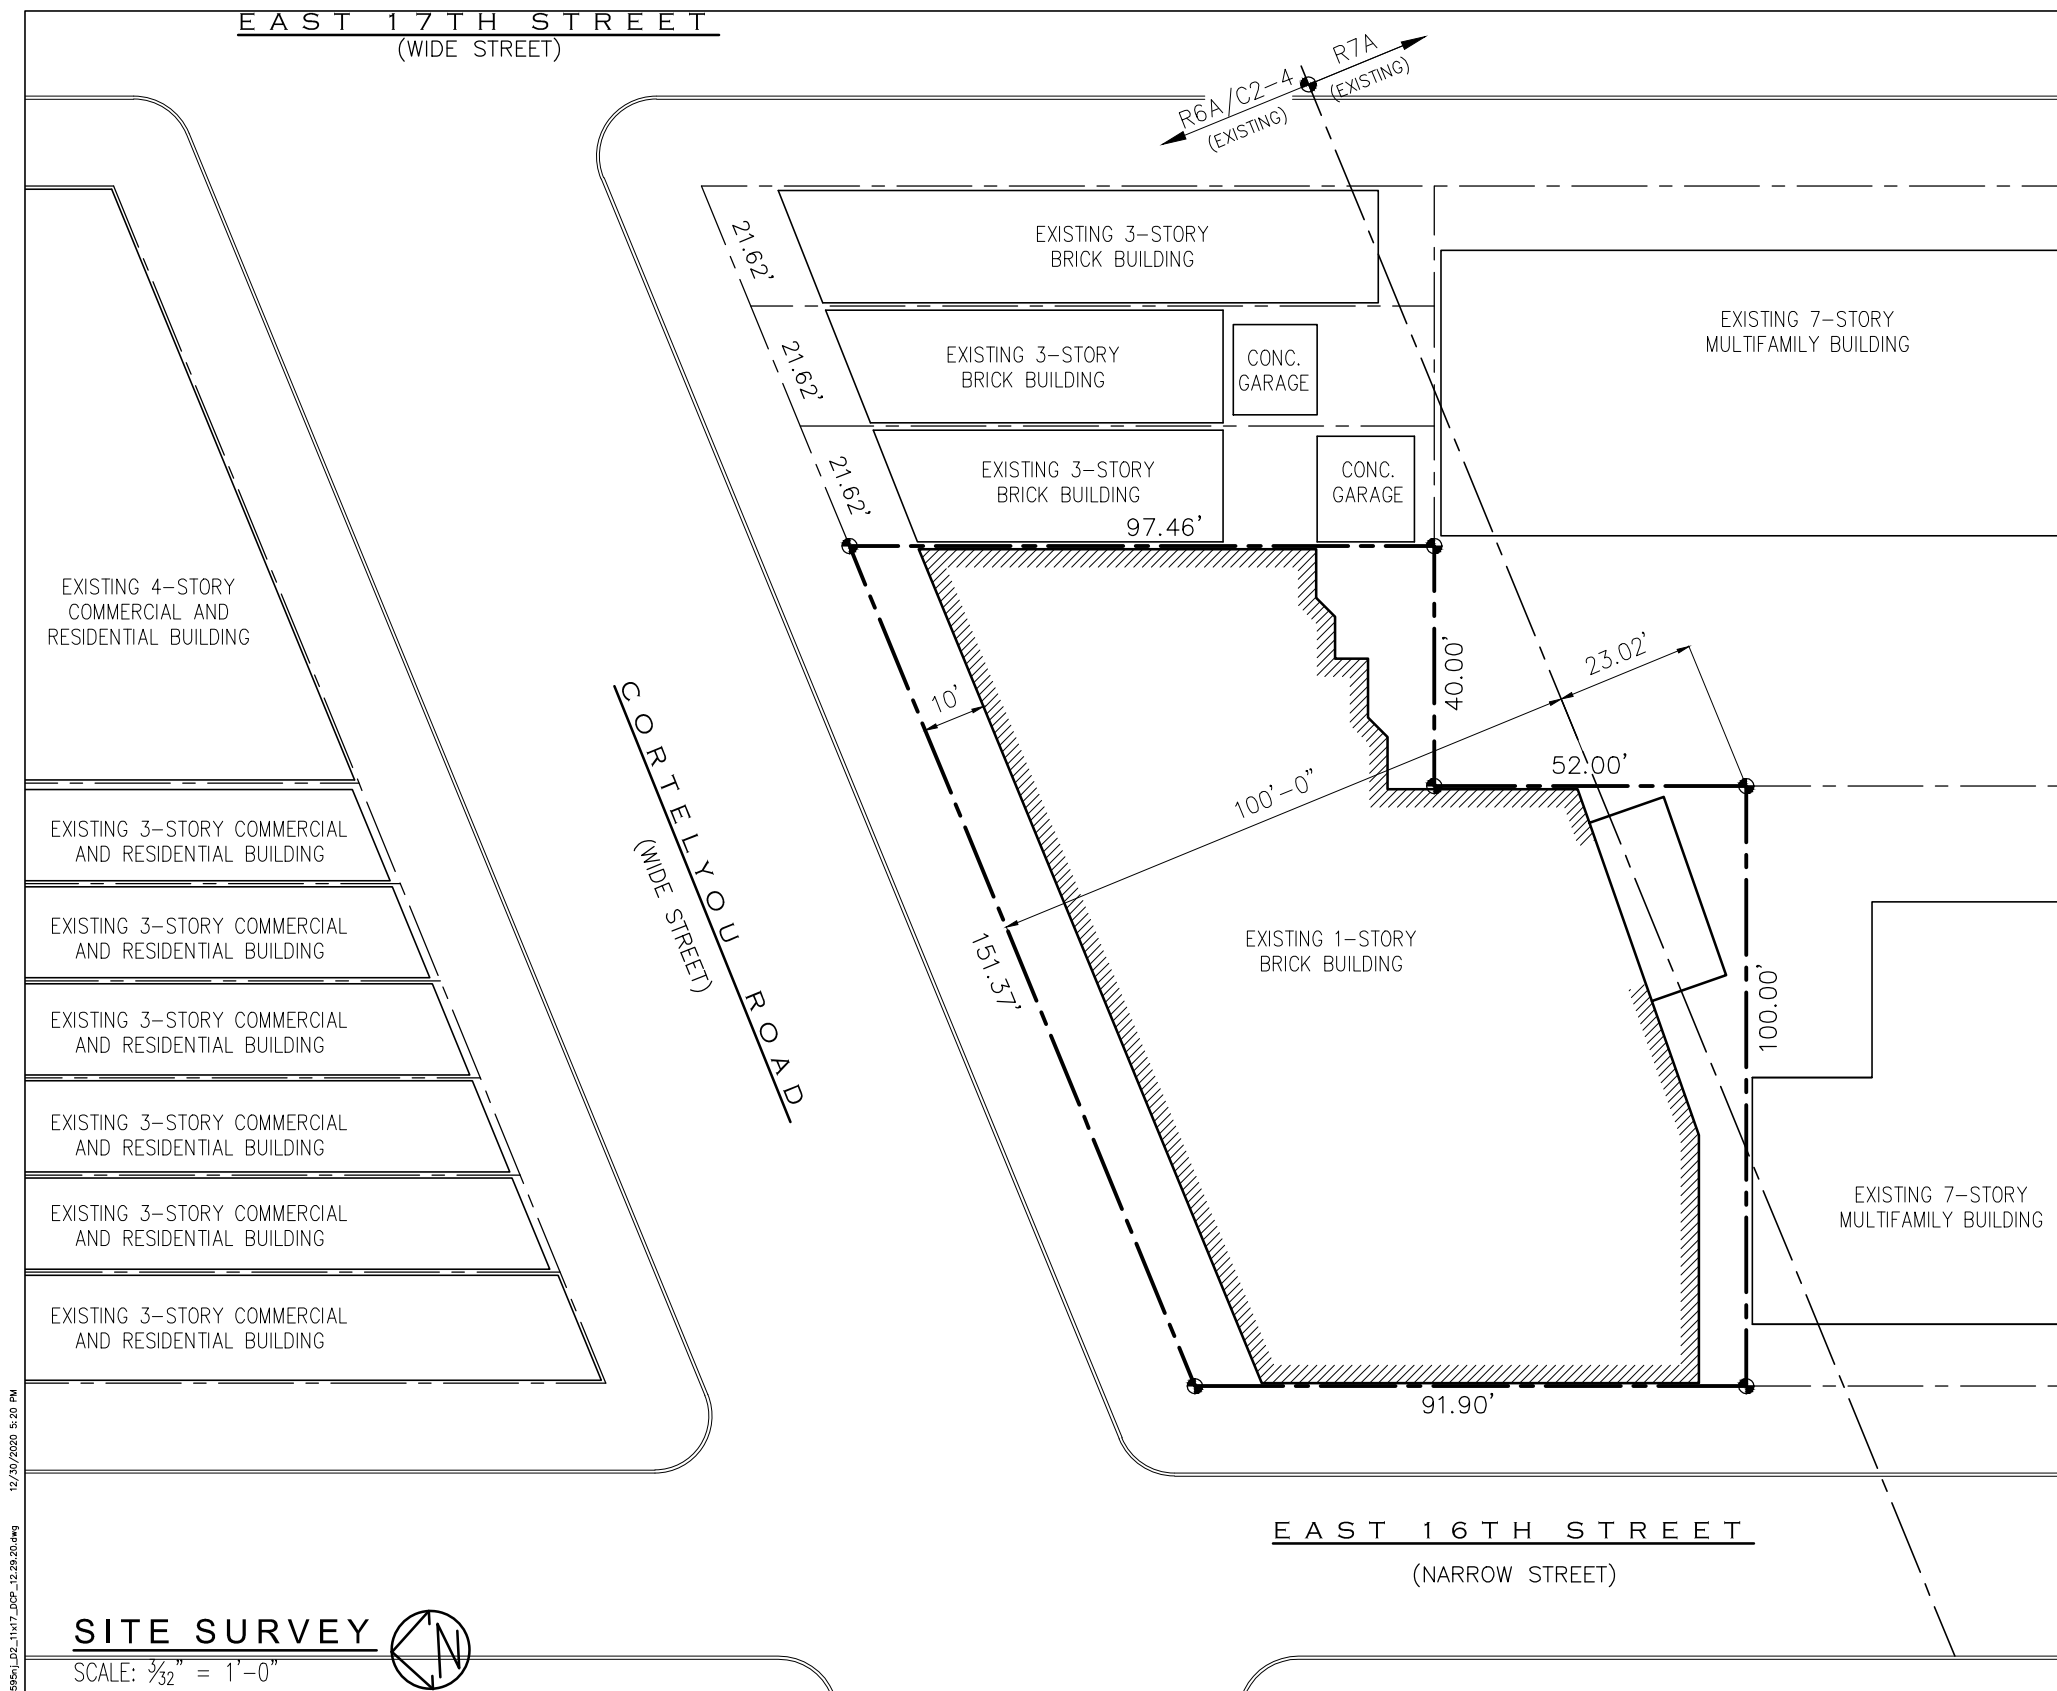 EAST 17TH STREET
(WIDE STREET)
R7A
(EXISTING)
R6A/C2-4
(EXISTING)
21.62'
21.62'
21.62'
EXISTING 3-STORY
BRICK BUILDING
EXISTING 3-STORY
BRICK BUILDING
CONC.
GARAGE
EXISTING 3-STORY
BRICK BUILDING
CONC.
GARAGE
EXISTING 7-STORY
MULTIFAMILY BUILDING
97.46'
40.00'
23.02'
52.00'
10'
100'-0"
151.37'
100.00'
91.90'
EXISTING 1-STORY
BRICK BUILDING
EXISTING 7-STORY
MULTIFAMILY BUILDING
CORTELYOU ROAD
(WIDE STREET)
EXISTING 4-STORY
COMMERCIAL AND
RESIDENTIAL BUILDING
EXISTING 3-STORY COMMERCIAL
AND RESIDENTIAL BUILDING
EXISTING 3-STORY COMMERCIAL
AND RESIDENTIAL BUILDING
EXISTING 3-STORY COMMERCIAL
AND RESIDENTIAL BUILDING
EXISTING 3-STORY COMMERCIAL
AND RESIDENTIAL BUILDING
EXISTING 3-STORY COMMERCIAL
AND RESIDENTIAL BUILDING
EXISTING 3-STORY COMMERCIAL
AND RESIDENTIAL BUILDING
EAST 16TH STREET
(NARROW STREET)
SITE SURVEY
N
SCALE: 3/32" = 1'-0"
595nj_D2_11x17_DCP_12.29.20.dwg 12/30/2020 5:20 PM